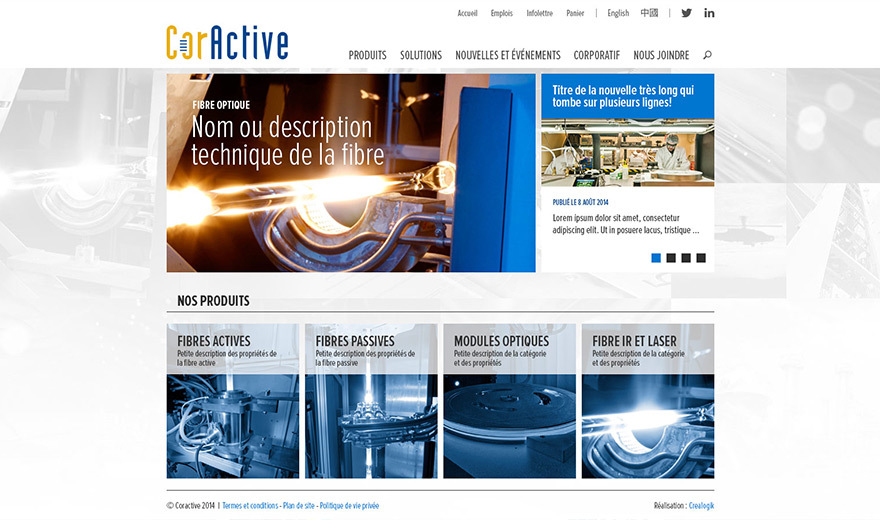 Accueil Emplois Infolettre Panier | English 中國 |
CorActive
PRODUITS SOLUTIONS NOUVELLES ET ÉVÉNEMENTS CORPORATIF NOUS JOINDRE
FIBRE OPTIQUE
Nom ou description
technique de la fibre
Titre de la nouvelle très long qui
tombe sur plusieurs lignes!
PUBLIÉ LE 8 AOÛT 2014
Lorem ipsum dolor sit amet, consectetur
adipiscing elit. Ut in posuere lacus, tristique ...
NOS PRODUITS
FIBRES ACTIVES
Petite description des propriétés de
la fibre active
FIBRES PASSIVES
Petite description des propriétés de
la fibre passive
MODULES OPTIQUES
Petite description de la catégorie
et des propriétés
FIBRE IR ET LASER
Petite description de la catégorie
et des propriétés
© Coractive 2014 | Termes et conditions - Plan de site - Politique de vie privée
Réalisation : Crealogik